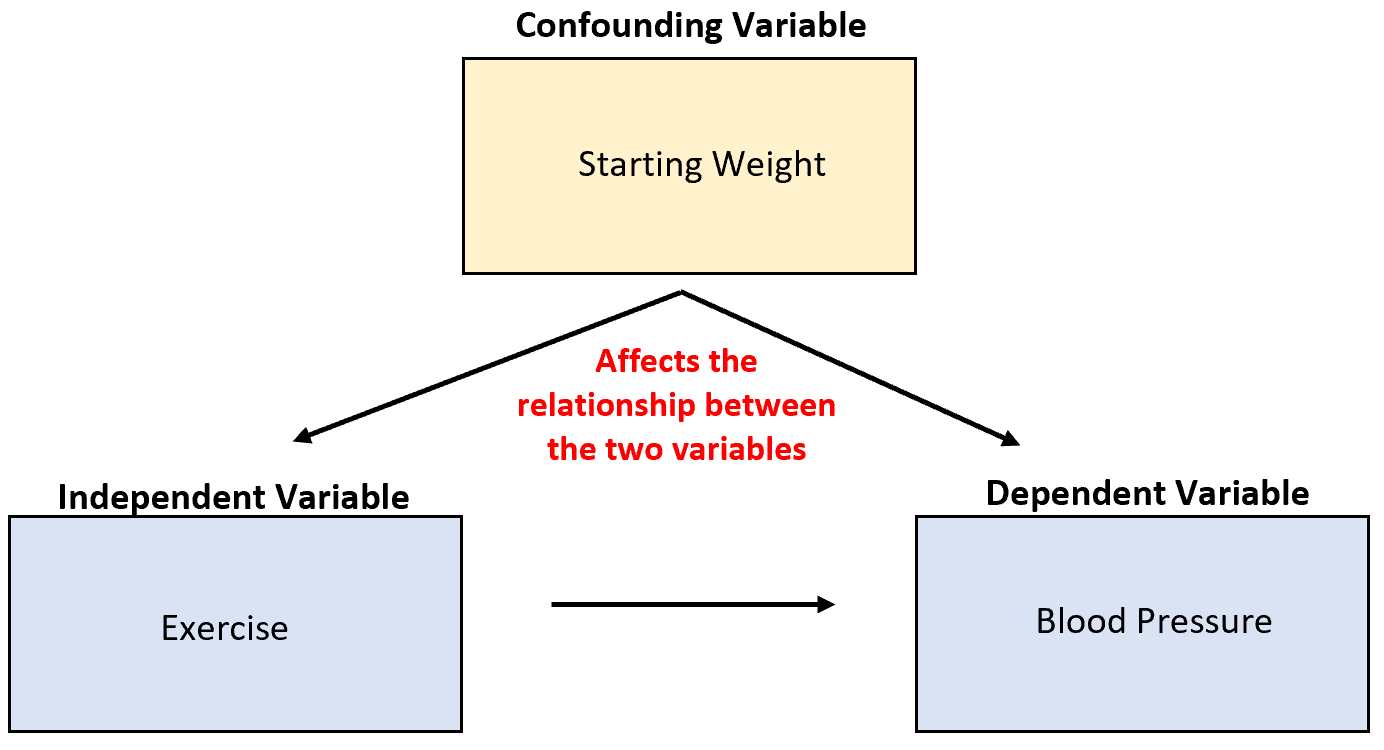 Confounding Variable
Starting Weight
Affects the
relationship between
the two variables
Independent Variable
Dependent Variable
Exercise
Blood Pressure